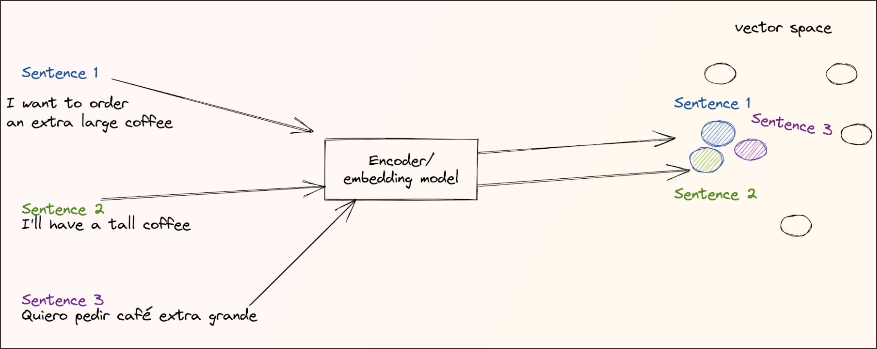 Sentence 1
I want to order
an extra large coffee
Sentence 2
I'll have a tall coffee
Sentence 3
Quiero pedir café extra grande
Encoder/
embedding model
vector space
Sentence 1
Sentence 3
Sentence 2